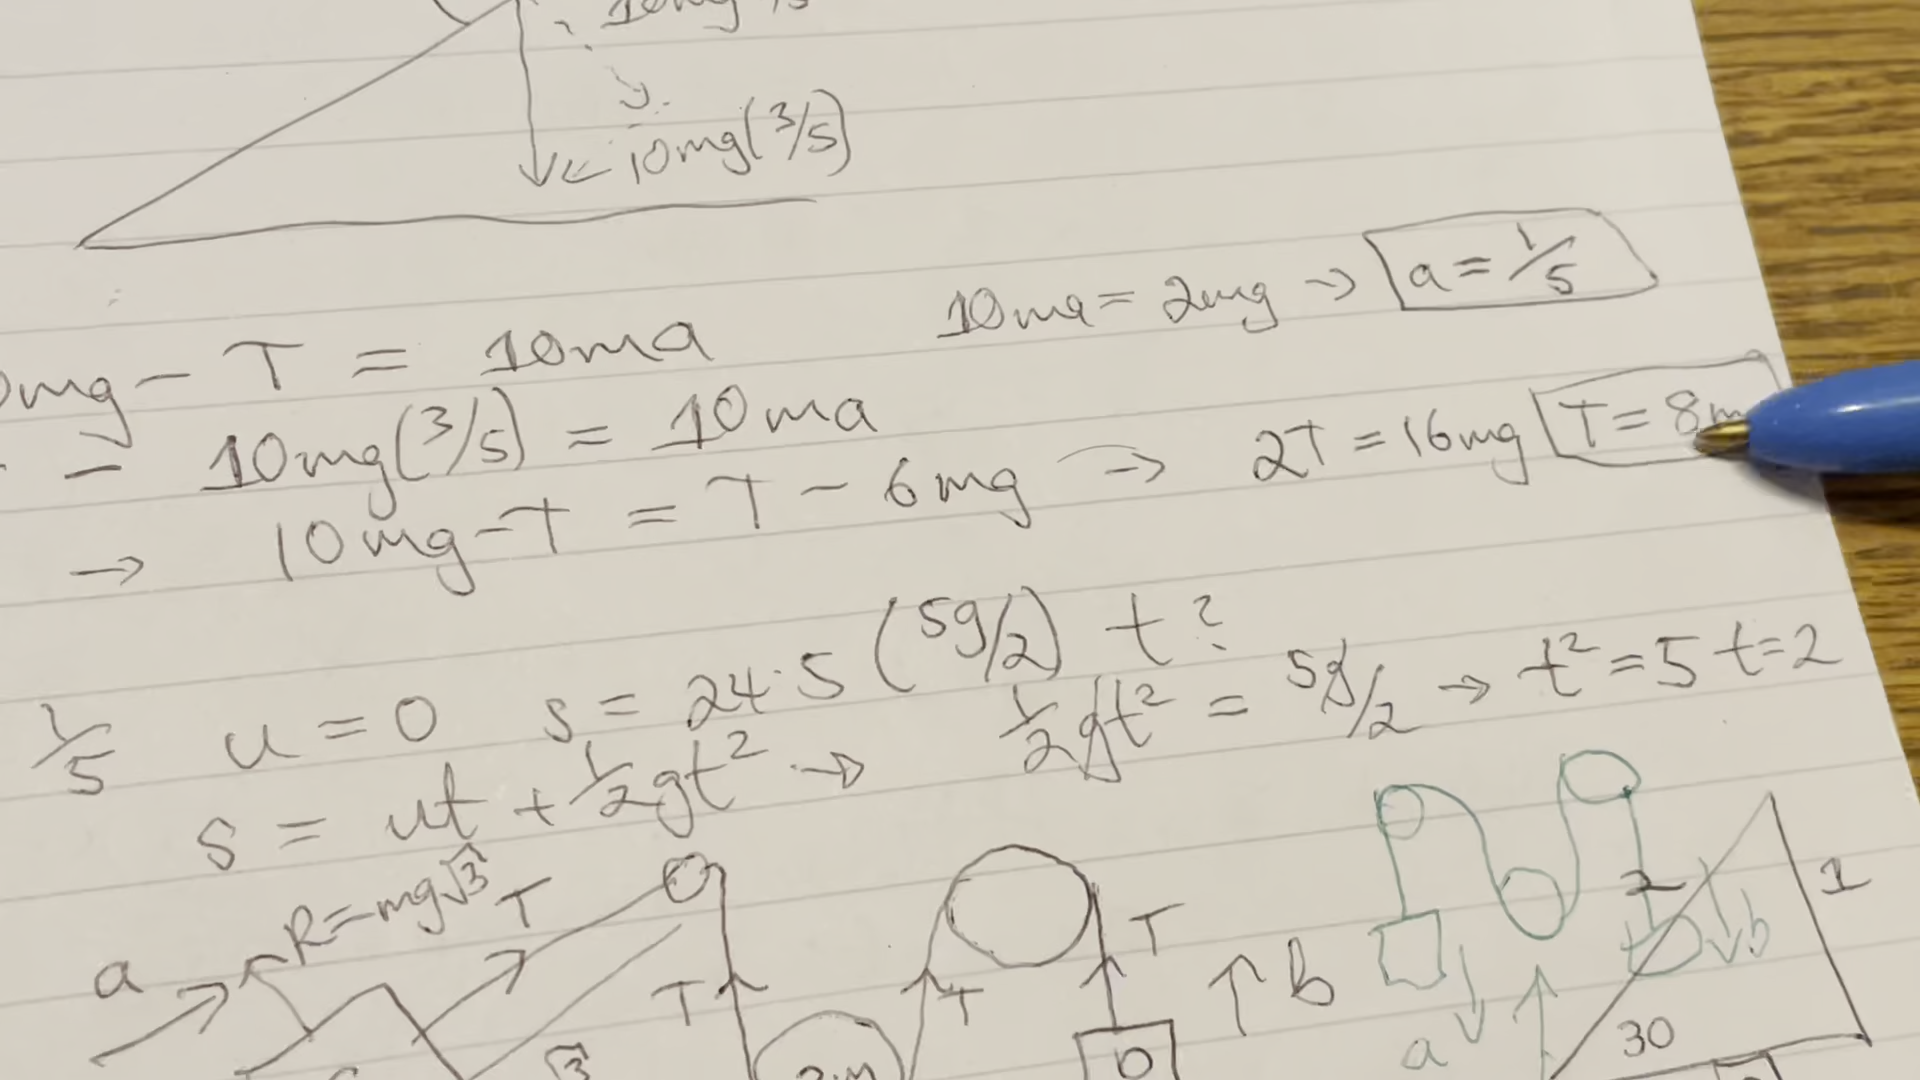 10mg(3/5)
10ma = 2mg → a = 1/5
mg - T = 10ma
- 10mg(3/5) = 10ma
→ 10mg - T = T - 6mg → 2T = 16mg T = 8m
1/5 u = 0 s = 24.5 (5g/2) t?
s = ut + 1/2gt² → 1/2gt² = 5g/2 → t² = 5 t = 2
a R = mg√3 T
T T T b
√3 2m
a b 2 1 30